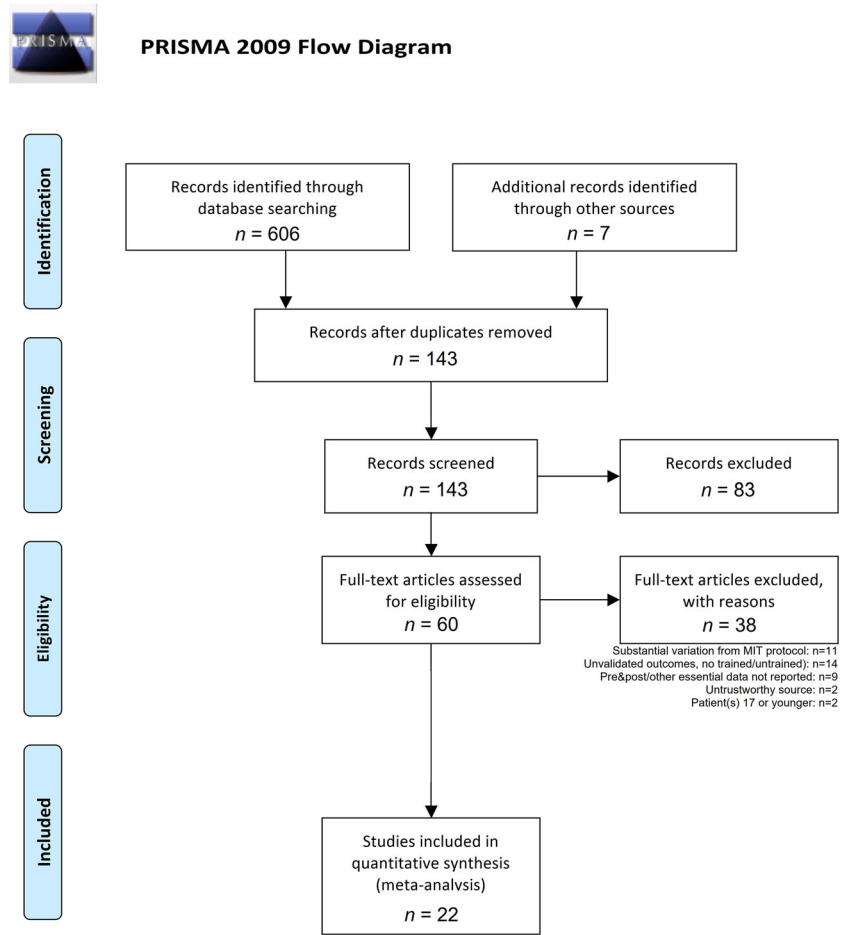 PRISMA
PRISMA 2009 Flow Diagram
Identification
Records identified through
database searching
n = 606
Additional records identified
through other sources
n = 7
Records after duplicates removed
n = 143
Screening
Records screened
n = 143
Records excluded
n = 83
Eligibility
Full-text articles assessed
for eligibility
n = 60
Full-text articles excluded,
with reasons
n = 38
Substantial variation from MIT protocol: n=11
Unvalidated outcomes, no trained/untrained): n=14
Pre&post/other essential data not reported: n=9
Untrustworthy source: n=2
Patient(s) 17 or younger: n=2
Included
Studies included in
quantitative synthesis
(meta-analysis)
n = 22